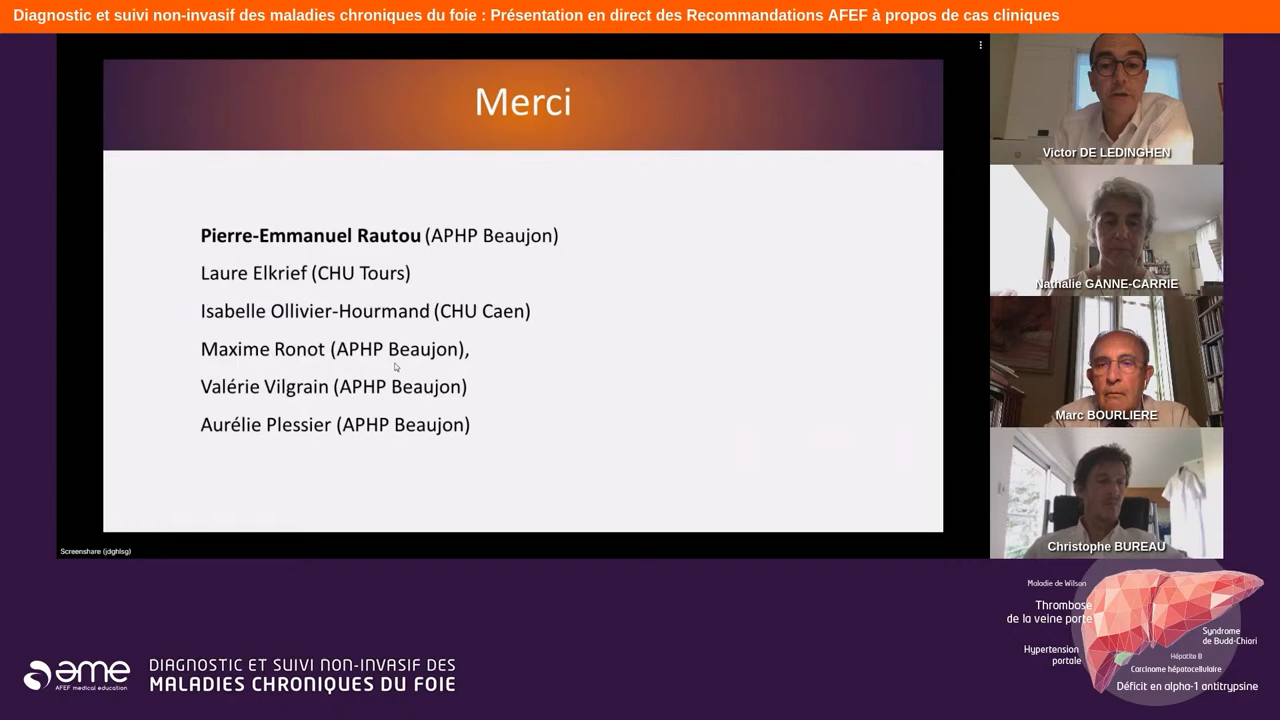 Diagnostic et suivi non-invasif des maladies chroniques du foie : Présentation en direct des Recommandations AFEF à propos de cas cliniques
Merci
Pierre-Emmanuel Rautou (APHP Beaujon)
Laure Elkrief (CHU Tours)
Isabelle Ollivier-Hourmand (CHU Caen)
Maxime Ronot (APHP Beaujon),
Valérie Vilgrain (APHP Beaujon)
Aurélie Plessier (APHP Beaujon)
Screenshare (jdghlsg)
Victor DE LEDINGHEN
Nathalie GANNE-CARRIE
Marc BOURLIERE
Christophe BUREAU
ame
AFEF medical education
DIAGNOSTIC ET SUIVI NON-INVASIF DES
MALADIES CHRONIQUES DU FOIE
Maladie de Wilson
Thrombose
de la veine porte
Hypertension
portale
Syndrome
de Budd-Chiari
Hépatite B
Carcinome hépatocellulaire
Déficit en alpha-1 antitrypsine